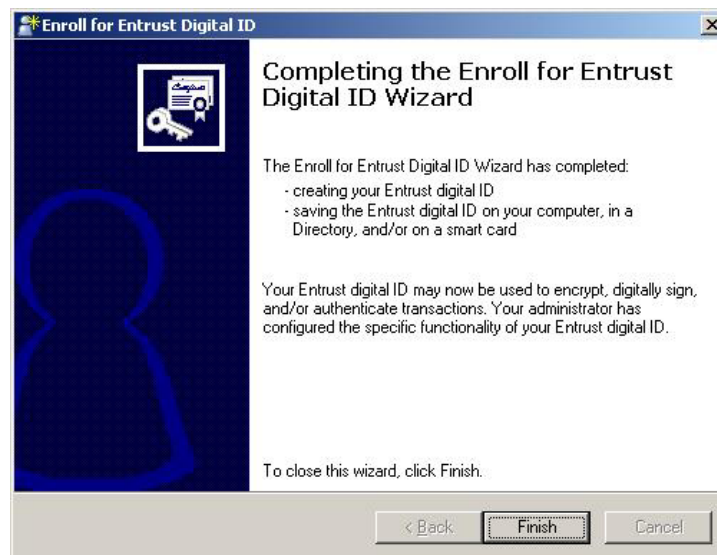 Enroll for Entrust Digital ID
Completing the Enroll for Entrust
Digital ID Wizard
The Enroll for Entrust Digital ID Wizard has completed:
- creating your Entrust digital ID
- saving the Entrust digital ID on your computer, in a
Directory, and/or on a smart card
Your Entrust digital ID may now be used to encrypt, digitally sign,
and/or authenticate transactions. Your administrator has
configured the specific functionality of your Entrust digital ID.
To close this wizard, click Finish.
< Back Finish Cancel